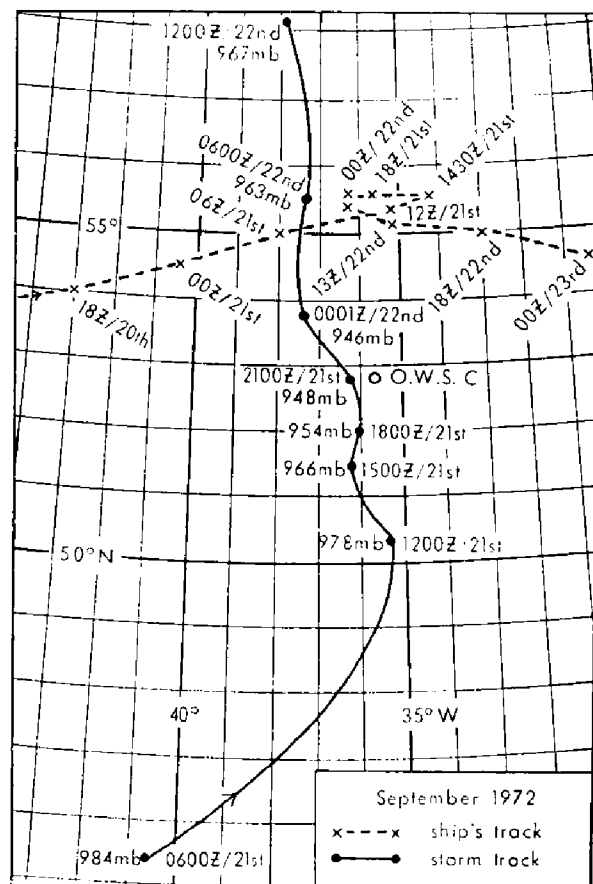 1200Z·22nd
967mb
0600Z/22nd
963mb
06Z/21st
00Z/22nd
18Z/21st
1430Z/21st
12Z/21st
55°
13Z/22nd
18Z/22nd
00Z/23rd
00Z/21st
18Z/20th
0001Z/22nd
946mb
2100Z/21st
948mb
O.W.S. C
954mb
1800Z/21st
966mb
1500Z/21st
978mb
1200Z·21st
50°N
40°
35°W
984mb
0600Z/21st
September 1972
ship's track
storm track